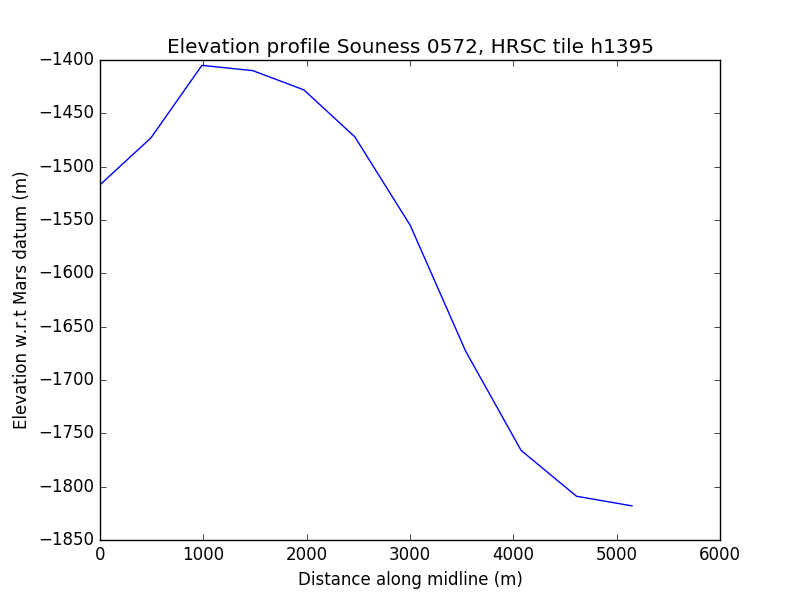 Elevation profile Souness 0572, HRSC tile h1395
Elevation w.r.t Mars datum (m)
−1400
−1450
−1500
−1550
−1600
−1650
−1700
−1750
−1800
−1850
0 1000 2000 3000 4000 5000 6000
Distance along midline (m)